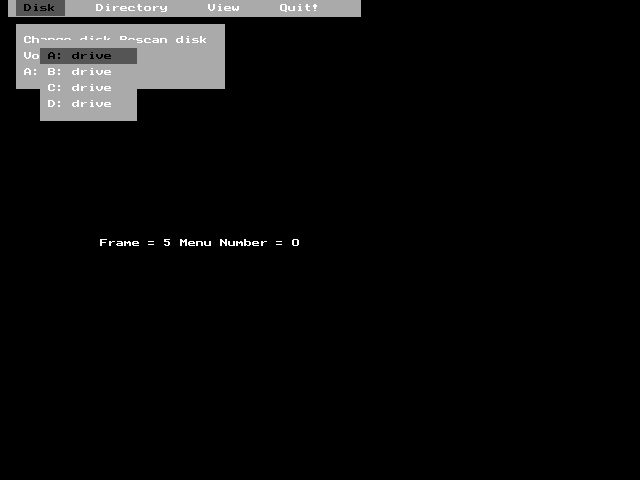 Disk Directory View Quit!
Change disk Rescan disk
Vo A: drive
A: B: drive
C: drive
D: drive
Frame = 5 Menu Number = 0